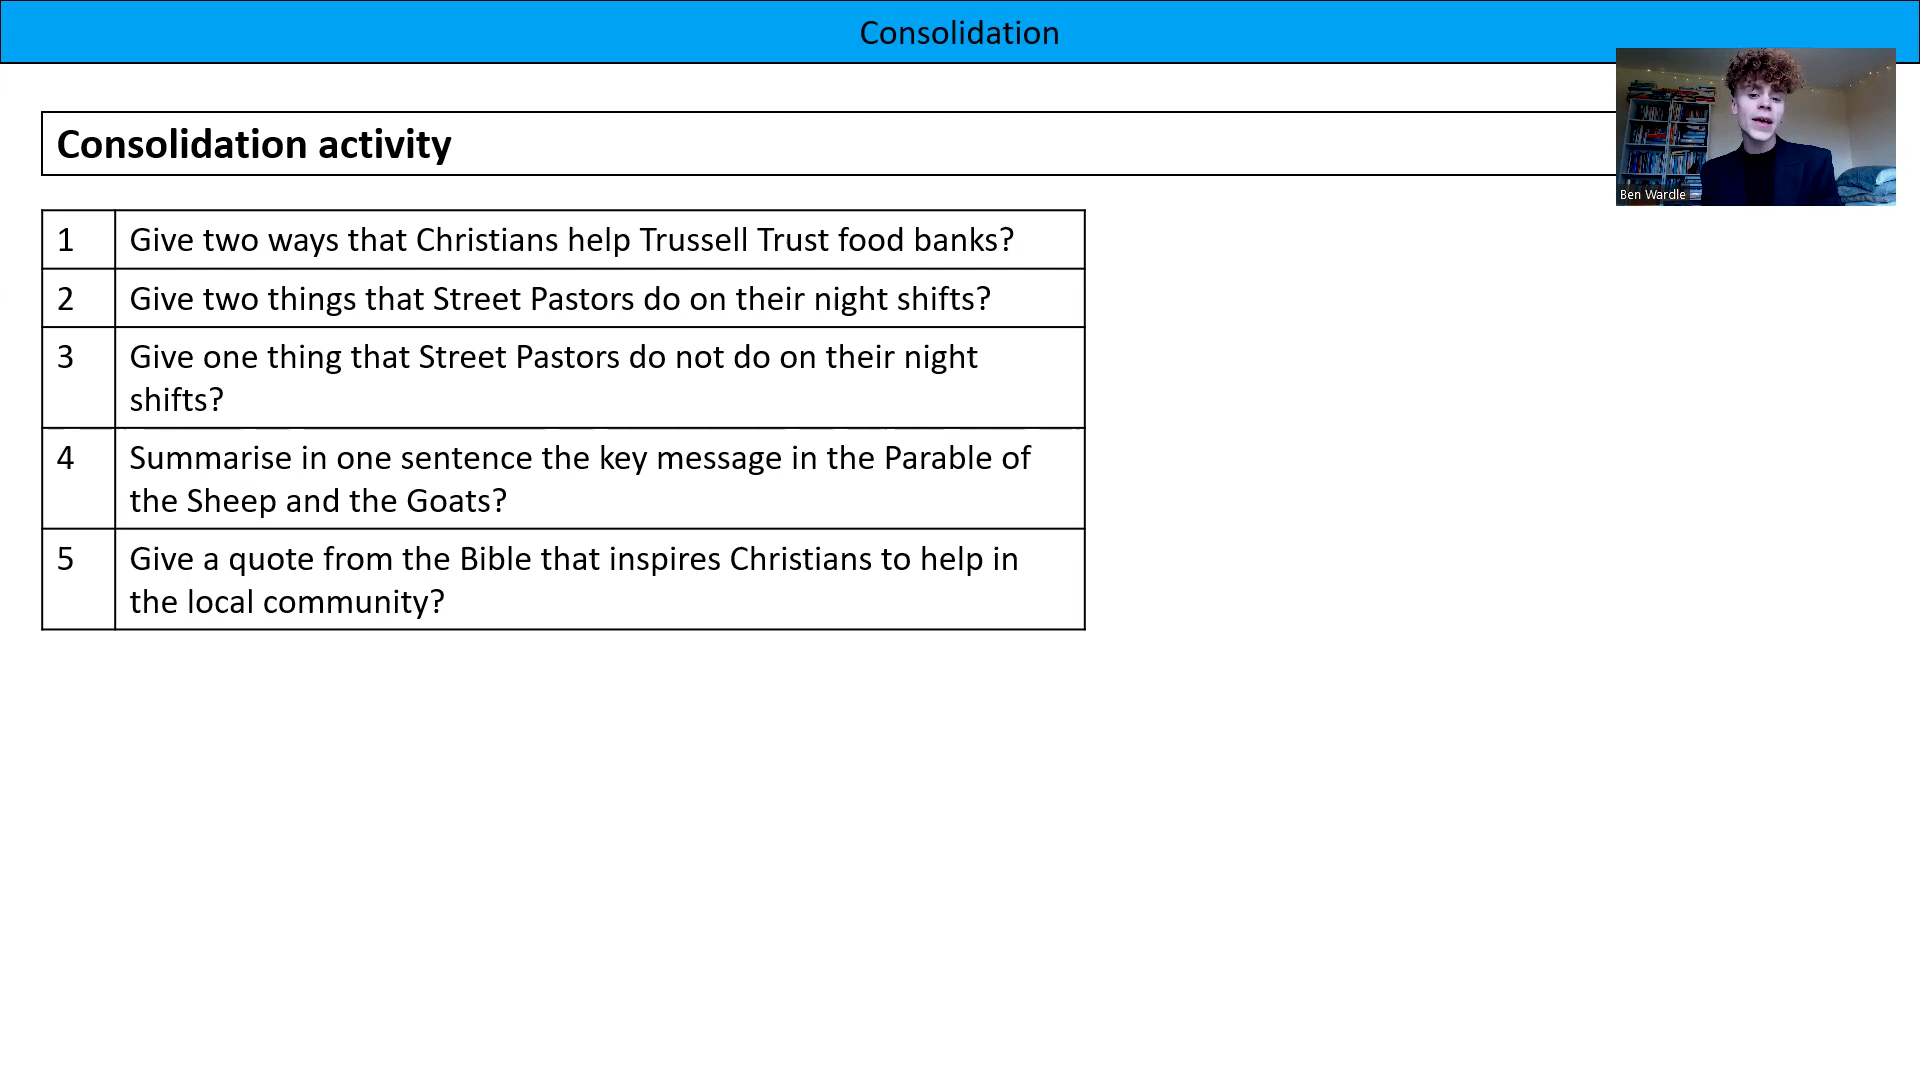 Consolidation
Consolidation activity
Ben Wardle
1 Give two ways that Christians help Trussell Trust food banks?
2 Give two things that Street Pastors do on their night shifts?
3 Give one thing that Street Pastors do not do on their night
shifts?
4 Summarise in one sentence the key message in the Parable of
the Sheep and the Goats?
5 Give a quote from the Bible that inspires Christians to help in
the local community?